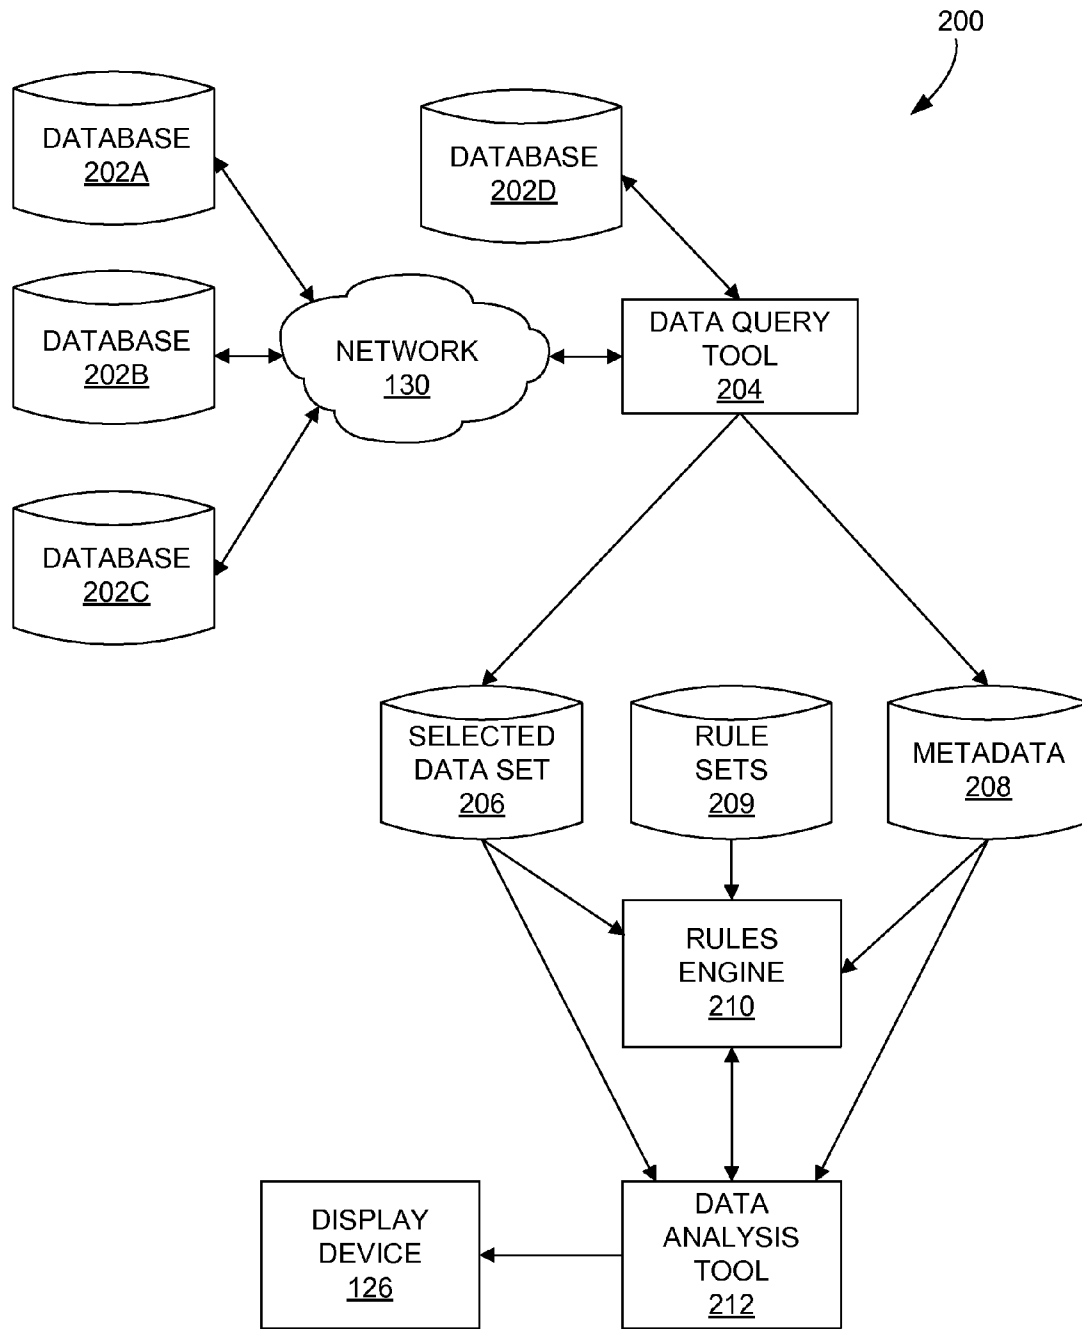 200
DATABASE
202A
DATABASE
202D
DATABASE
202B
NETWORK
130
DATA QUERY
TOOL
204
DATABASE
202C
SELECTED
DATA SET
206
RULE
SETS
209
METADATA
208
RULES
ENGINE
210
DISPLAY
DEVICE
126
DATA
ANALYSIS
TOOL
212